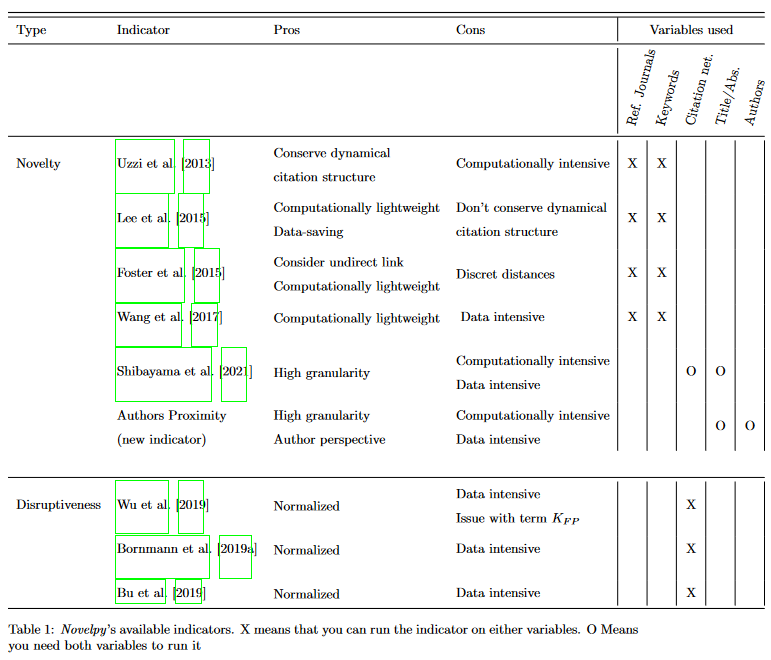 Type Indicator Pros Cons Variables used
Ref. Journals Keywords Citation net. Title/Abs. Authors
Novelty Uzzi et al. [2013] Conserve dynamical citation structure Computationally intensive X X
Lee et al. [2015] Computationally lightweight Data-saving Don't conserve dynamical citation structure X X
Foster et al. [2015] Consider undirect link Computationally lightweight Discret distances X X
Wang et al. [2017] Computationally lightweight Data intensive X X
Shibayama et al. [2021] High granularity Computationally intensive Data intensive O O
Authors Proximity (new indicator) High granularity Author perspective Computationally intensive Data intensive O O
Disruptiveness Wu et al. [2019] Normalized Data intensive Issue with term K_FP X
Bornmann et al. [2019a] Normalized Data intensive X
Bu et al. [2019] Normalized Data intensive X
Table 1: Novelpy's available indicators. X means that you can run the indicator on either variables. O Means
you need both variables to run it